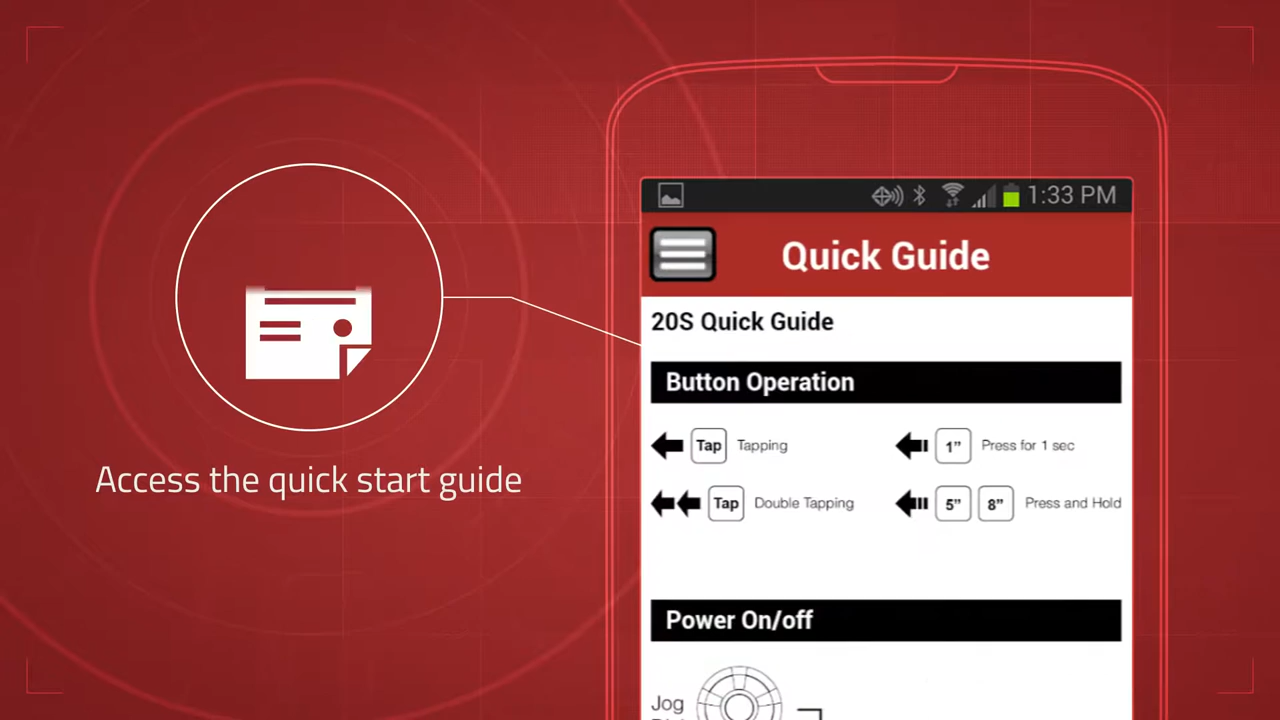 1:33 PM
Quick Guide
20S Quick Guide
Button Operation
Tap Tapping
1” Press for 1 sec
Tap Double Tapping
5” 8” Press and Hold
Power On/off
Jog
Access the quick start guide